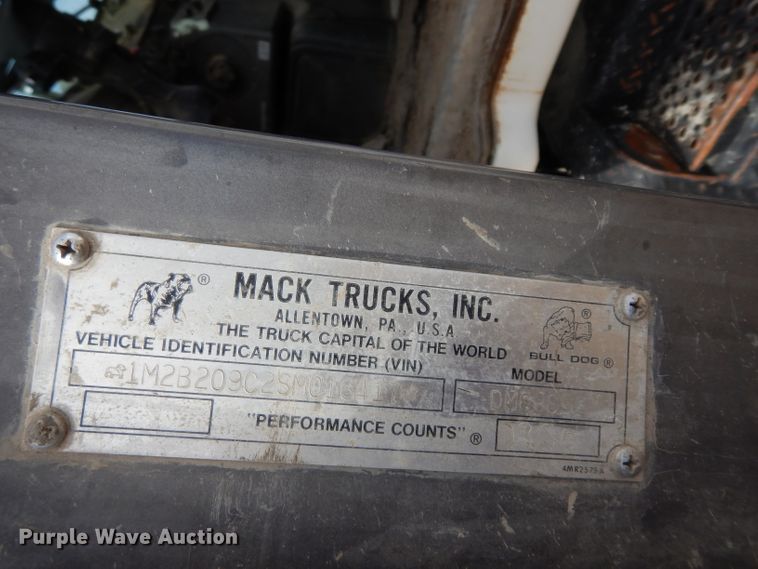 MACK TRUCKS, INC.
ALLENTOWN, PA., U.S.A
THE TRUCK CAPITAL OF THE WORLD
VEHICLE IDENTIFICATION NUMBER (VIN)
MODEL
BULL DOG ®
"PERFORMANCE COUNTS" ®
4MR2575A
Purple Wave Auction®